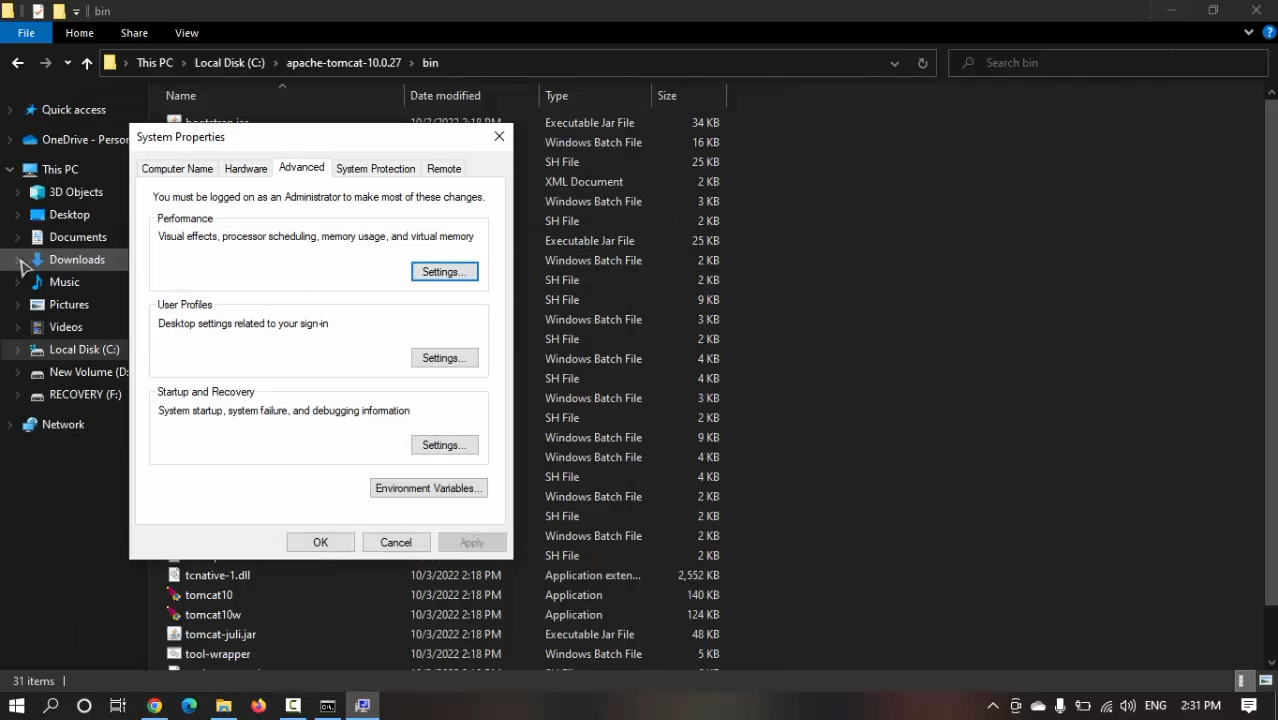 bin
File Home Share View
This PC Local Disk (C:) apache-tomcat-10.0.27 bin Search bin
Name Date modified Type Size
Quick access
OneDrive - Person
This PC
3D Objects
Desktop
Documents
Downloads
Music
Pictures
Videos
Local Disk (C:)
New Volume (D:
RECOVERY (F:)
Network
System Properties
Computer Name Hardware Advanced System Protection Remote
You must be logged on as an Administrator to make most of these changes.
Performance
Visual effects, processor scheduling, memory usage, and virtual memory
Settings...
User Profiles
Desktop settings related to your sign-in
Settings...
Startup and Recovery
System startup, system failure, and debugging information
Settings...
Environment Variables...
OK Cancel Apply
Executable Jar File 34 KB
Windows Batch File 16 KB
SH File 25 KB
XML Document 6 KB
Windows Batch File 3 KB
SH File 2 KB
Executable Jar File 25 KB
Windows Batch File 2 KB
SH File 2 KB
SH File 9 KB
Windows Batch File 3 KB
SH File 2 KB
Windows Batch File 4 KB
SH File 4 KB
Windows Batch File 3 KB
SH File 2 KB
Windows Batch File 9 KB
Windows Batch File 4 KB
SH File 4 KB
Windows Batch File 2 KB
SH File 2 KB
Windows Batch File 2 KB
SH File 2 KB
tcnative-1.dll 10/3/2022 2:18 PM Application exten... 2,552 KB
tomcat10 10/3/2022 2:18 PM Application 140 KB
tomcat10w 10/3/2022 2:18 PM Application 124 KB
tomcat-juli.jar 10/3/2022 2:18 PM Executable Jar File 48 KB
tool-wrapper 10/3/2022 2:18 PM Windows Batch File 5 KB
31 items
ENG 2:31 PM